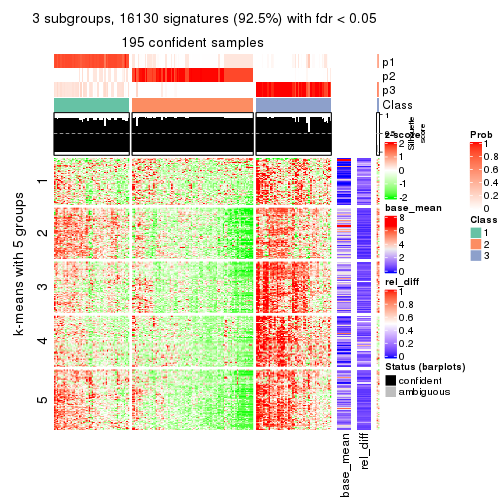 3 subgroups, 16130 signatures (92.5%) with fdr < 0.05
195 confident samples
p1
p2
p3
Class
1
0
Silhouette
score
k-means with 5 groups
1
2
3
4
5
base_mean
rel_diff
z-score
2
1
0
-1
-2
base_mean
8
6
4
2
0
rel_diff
1
0.8
0.6
0.4
0.2
0
Status (barplots)
confident
ambiguous
Prob
1
0.8
0.6
0.4
0.2
0
Class
1
2
3